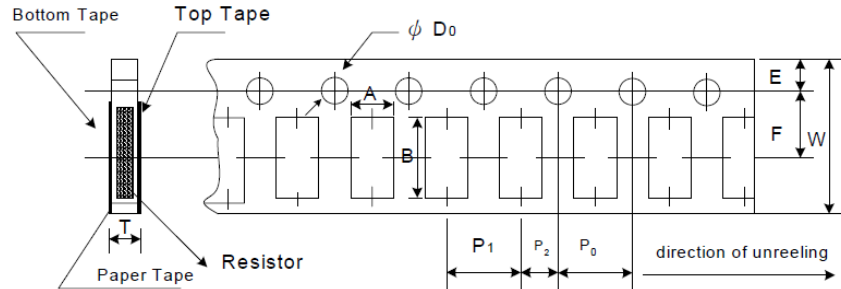 Bottom Tape
Top Tape
ϕ D0
A
B
E
F
W
T
P1
P2
P0
Resistor
Paper Tape
direction of unreeling